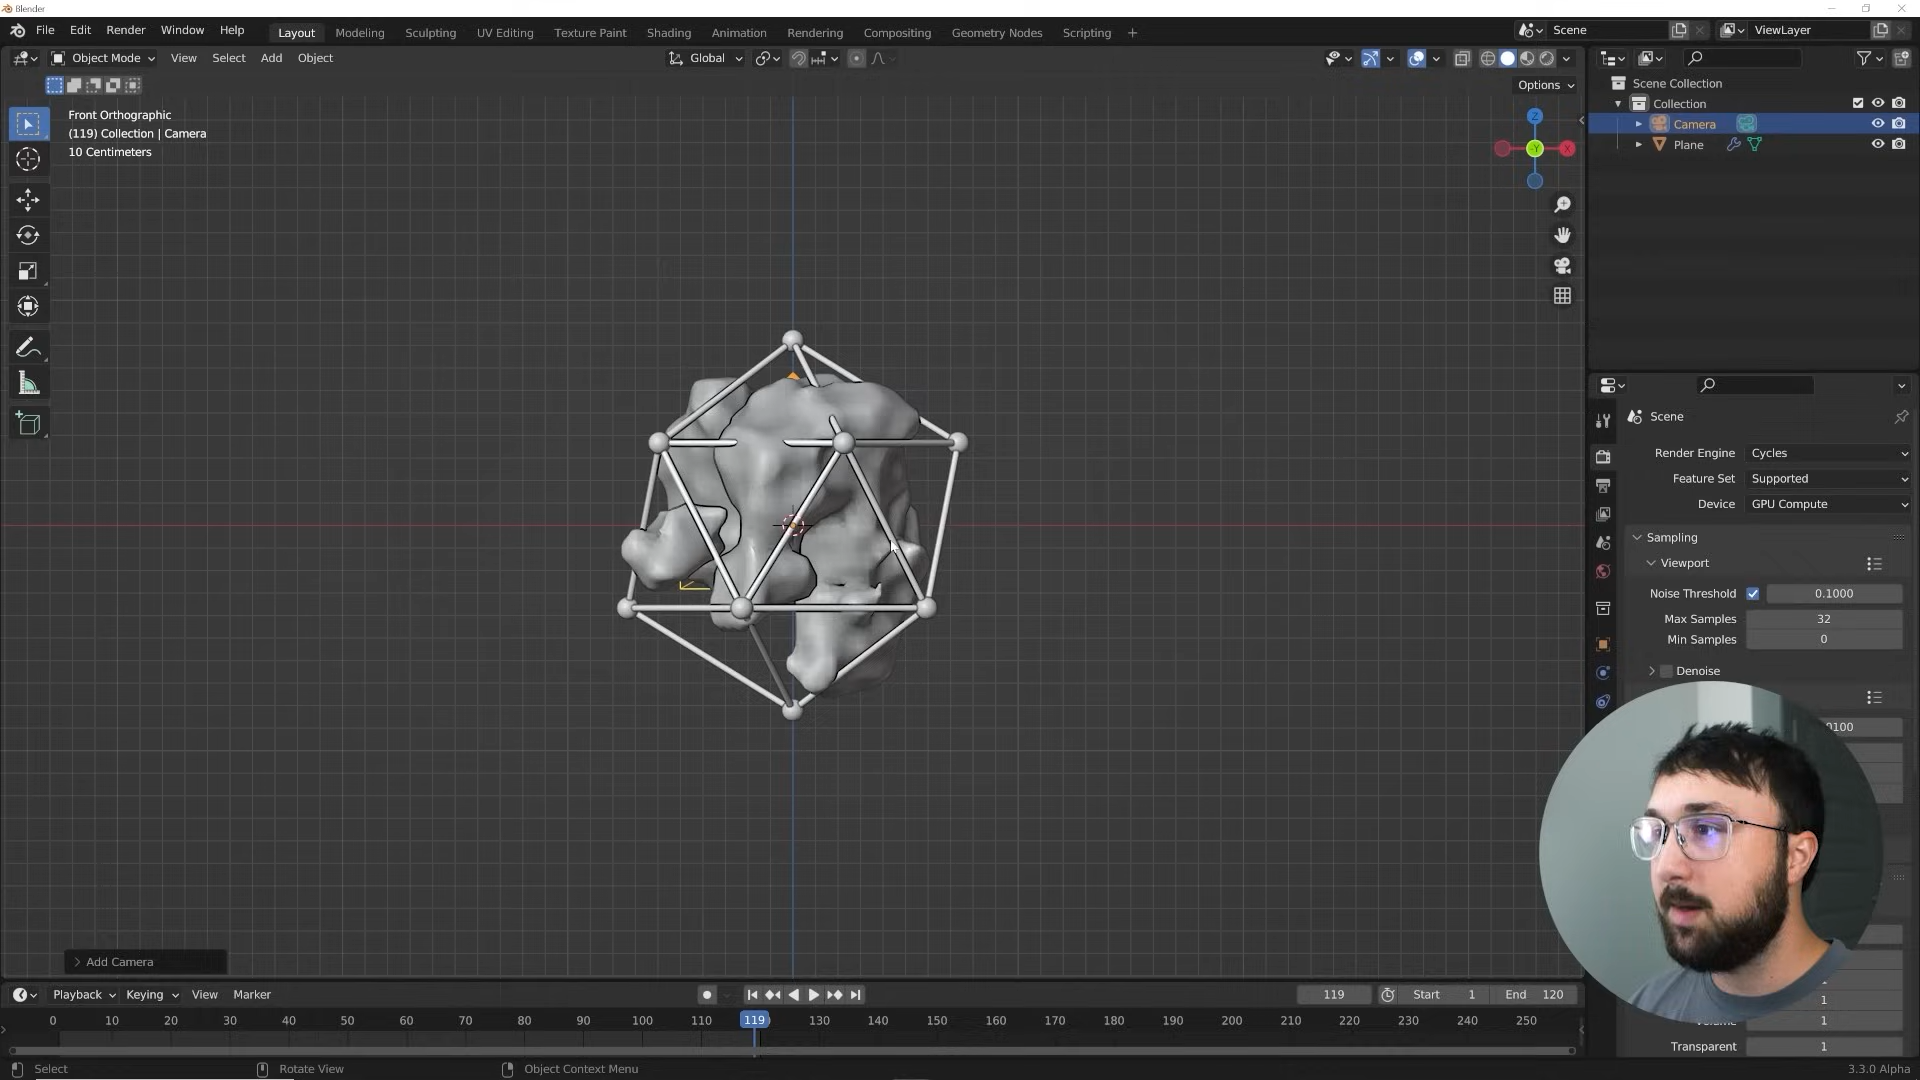 Blender
File Edit Render Window Help Layout Modeling Sculpting UV Editing Texture Paint Shading Animation Rendering Compositing Geometry Nodes Scripting + Scene ViewLayer
Object Mode View Select Add Object Global
Options
Front Orthographic
(119) Collection | Camera
10 Centimeters
Z
Y
X
Scene Collection
Collection
Camera
Plane
Scene
Render Engine Cycles
Feature Set Supported
Device GPU Compute
Sampling
Viewport
Noise Threshold 0.1000
Max Samples 32
Min Samples 0
Denoise
0100
1
1
Transparent 1
Add Camera
Playback Keying View Marker 119 Start 1 End 120
0 10 20 30 40 50 60 70 80 90 100 110 119 130 140 150 160 170 180 190 200 210 220 230 240 250
Select Rotate View Object Context Menu 3.3.0 Alpha